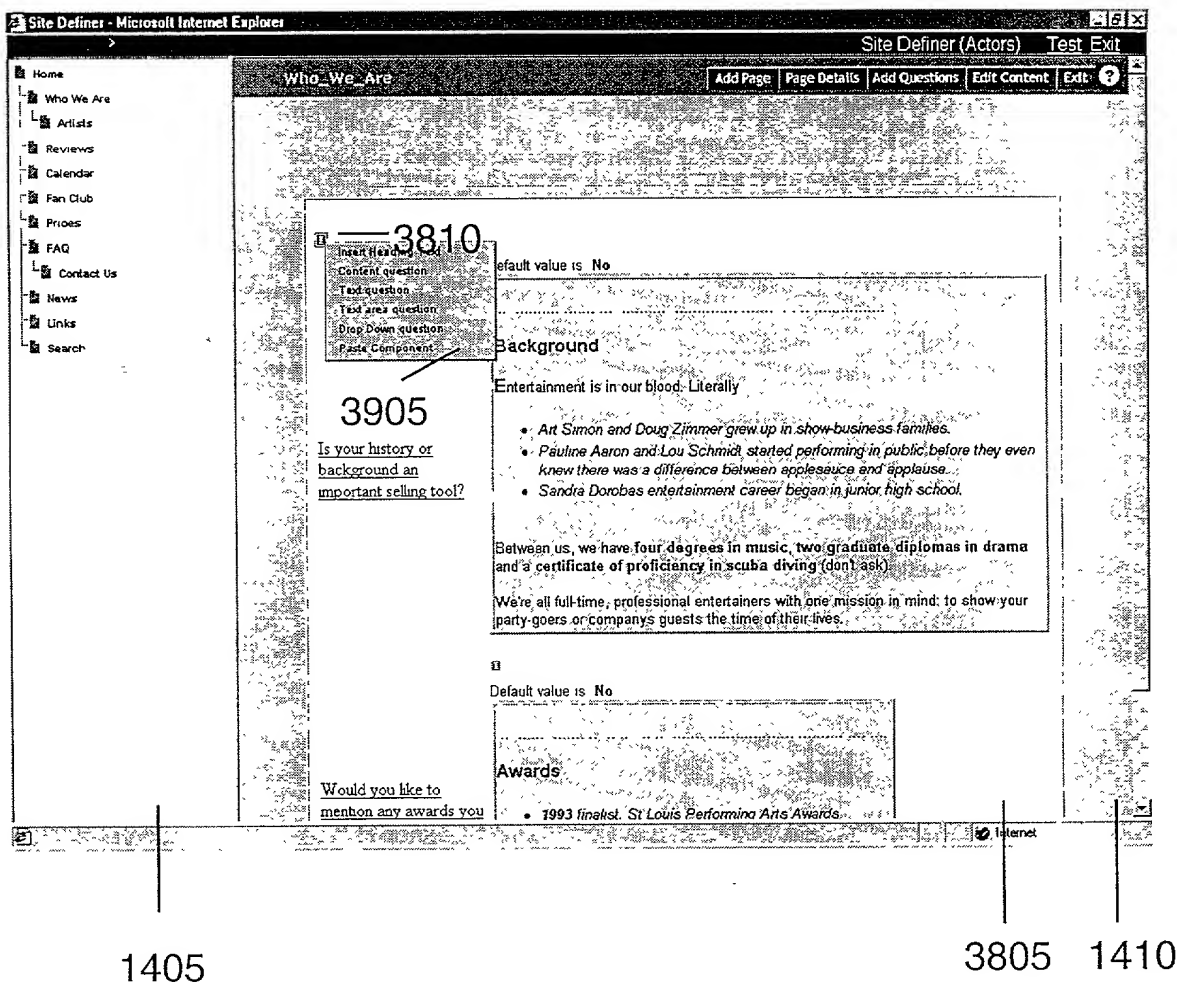 Site Definer - Microsoft Internet Explorer
Site Definer (Actors) Test Exit
Home
Who We Are
Artists
Reviews
Calendar
Fan Club
Prices
FAQ
Contact Us
News
Links
Search
Who_We_Are
Add Page Page Details Add Questions Edit Content Exit ?
3810
Insert Heading Text
Content question
Text question
Text area question
Drop Down question
Paste Component
3905
efault value is No
Background
Entertainment is in our blood. Literally
• Art Simon and Doug Zimmer grew up in show-business families.
• Pauline Aaron and Lou Schmidt started performing in public before they even
knew there was a difference between applesauce and applause.
• Sandra Dorobas entertainment career began in junior high school.
Is your history or
background an
important selling tool?
Between us, we have four degrees in music, two graduate diplomas in drama
and a certificate of proficiency in scuba diving (don't ask)
We're all full-time, professional entertainers with one mission in mind: to show your
party-goers or companys guests the time of their lives.
Default value is No
Awards
Would you like to
mention any awards you
• 1993 finalist. St Louis Performing Arts Awards
Internet
1405
3805
1410